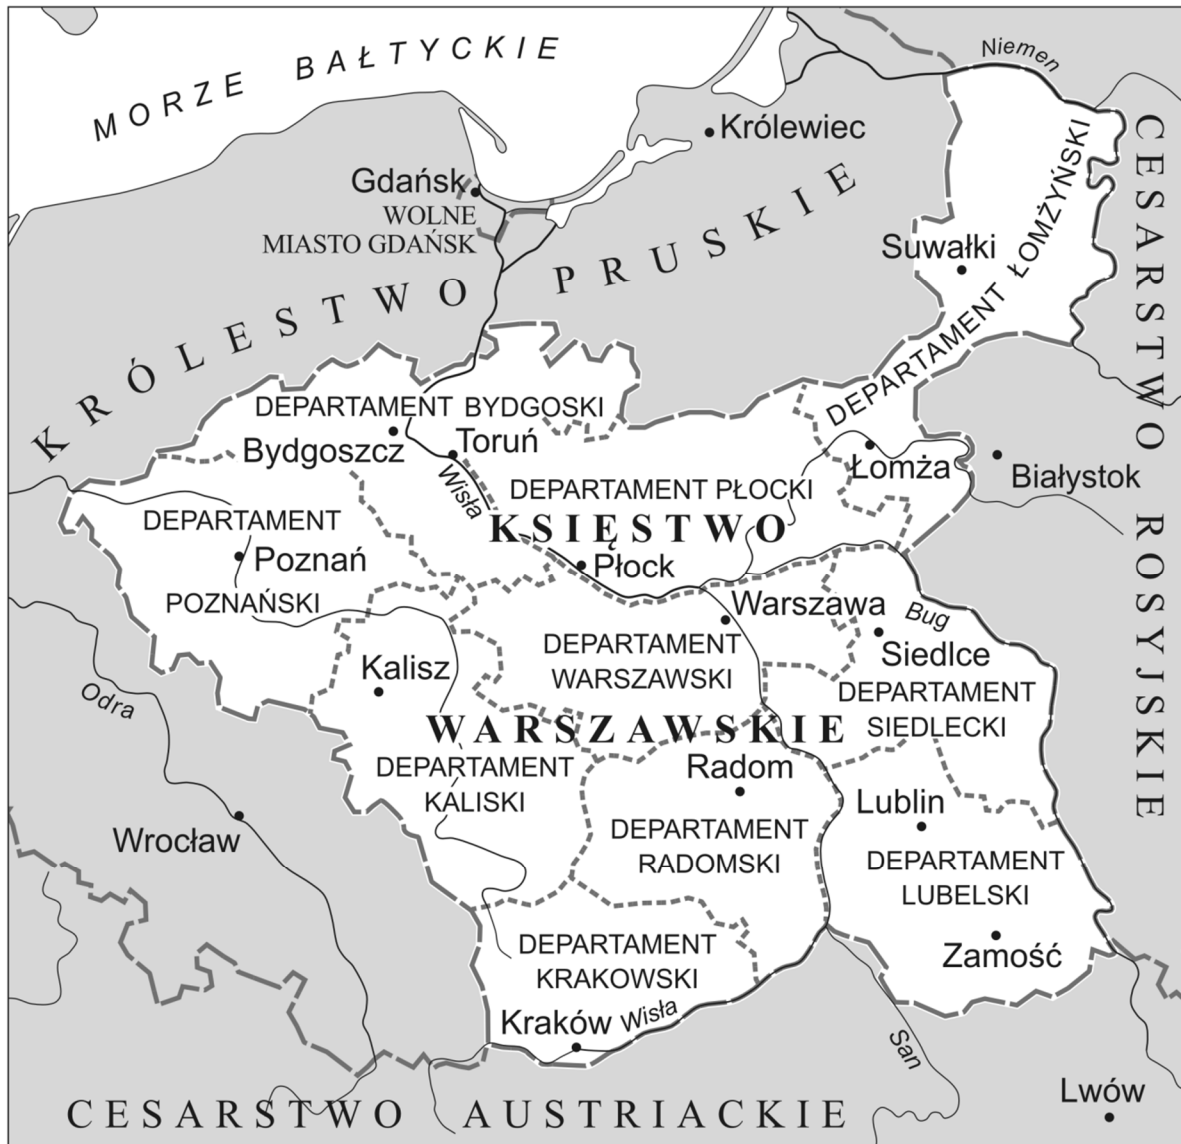 MORZE BAŁTYCKIE
Niemen
Królewiec
Gdańsk
WOLNE
MIASTO GDAŃSK
KRÓLESTWO PRUSKIE
CESARSTWO ROSYJSKIE
Suwałki
DEPARTAMENT ŁOMŻYŃSKI
DEPARTAMENT BYDGOSKI
Bydgoszcz
Toruń
Wisła
Łomża
Białystok
DEPARTAMENT PŁOCKI
KSIĘSTWO
DEPARTAMENT
Poznań
POZNAŃSKI
Płock
Warszawa
Bug
DEPARTAMENT
WARSZAWSKI
Siedlce
DEPARTAMENT
SIEDLECKI
Kalisz
Odra
WARSZAWSKIE
DEPARTAMENT
KALISKI
Radom
DEPARTAMENT
RADOMSKI
Lublin
DEPARTAMENT
LUBELSKI
Wrocław
Zamość
DEPARTAMENT
KRAKOWSKI
Kraków
Wisła
San
Lwów
CESARSTWO AUSTRIACKIE